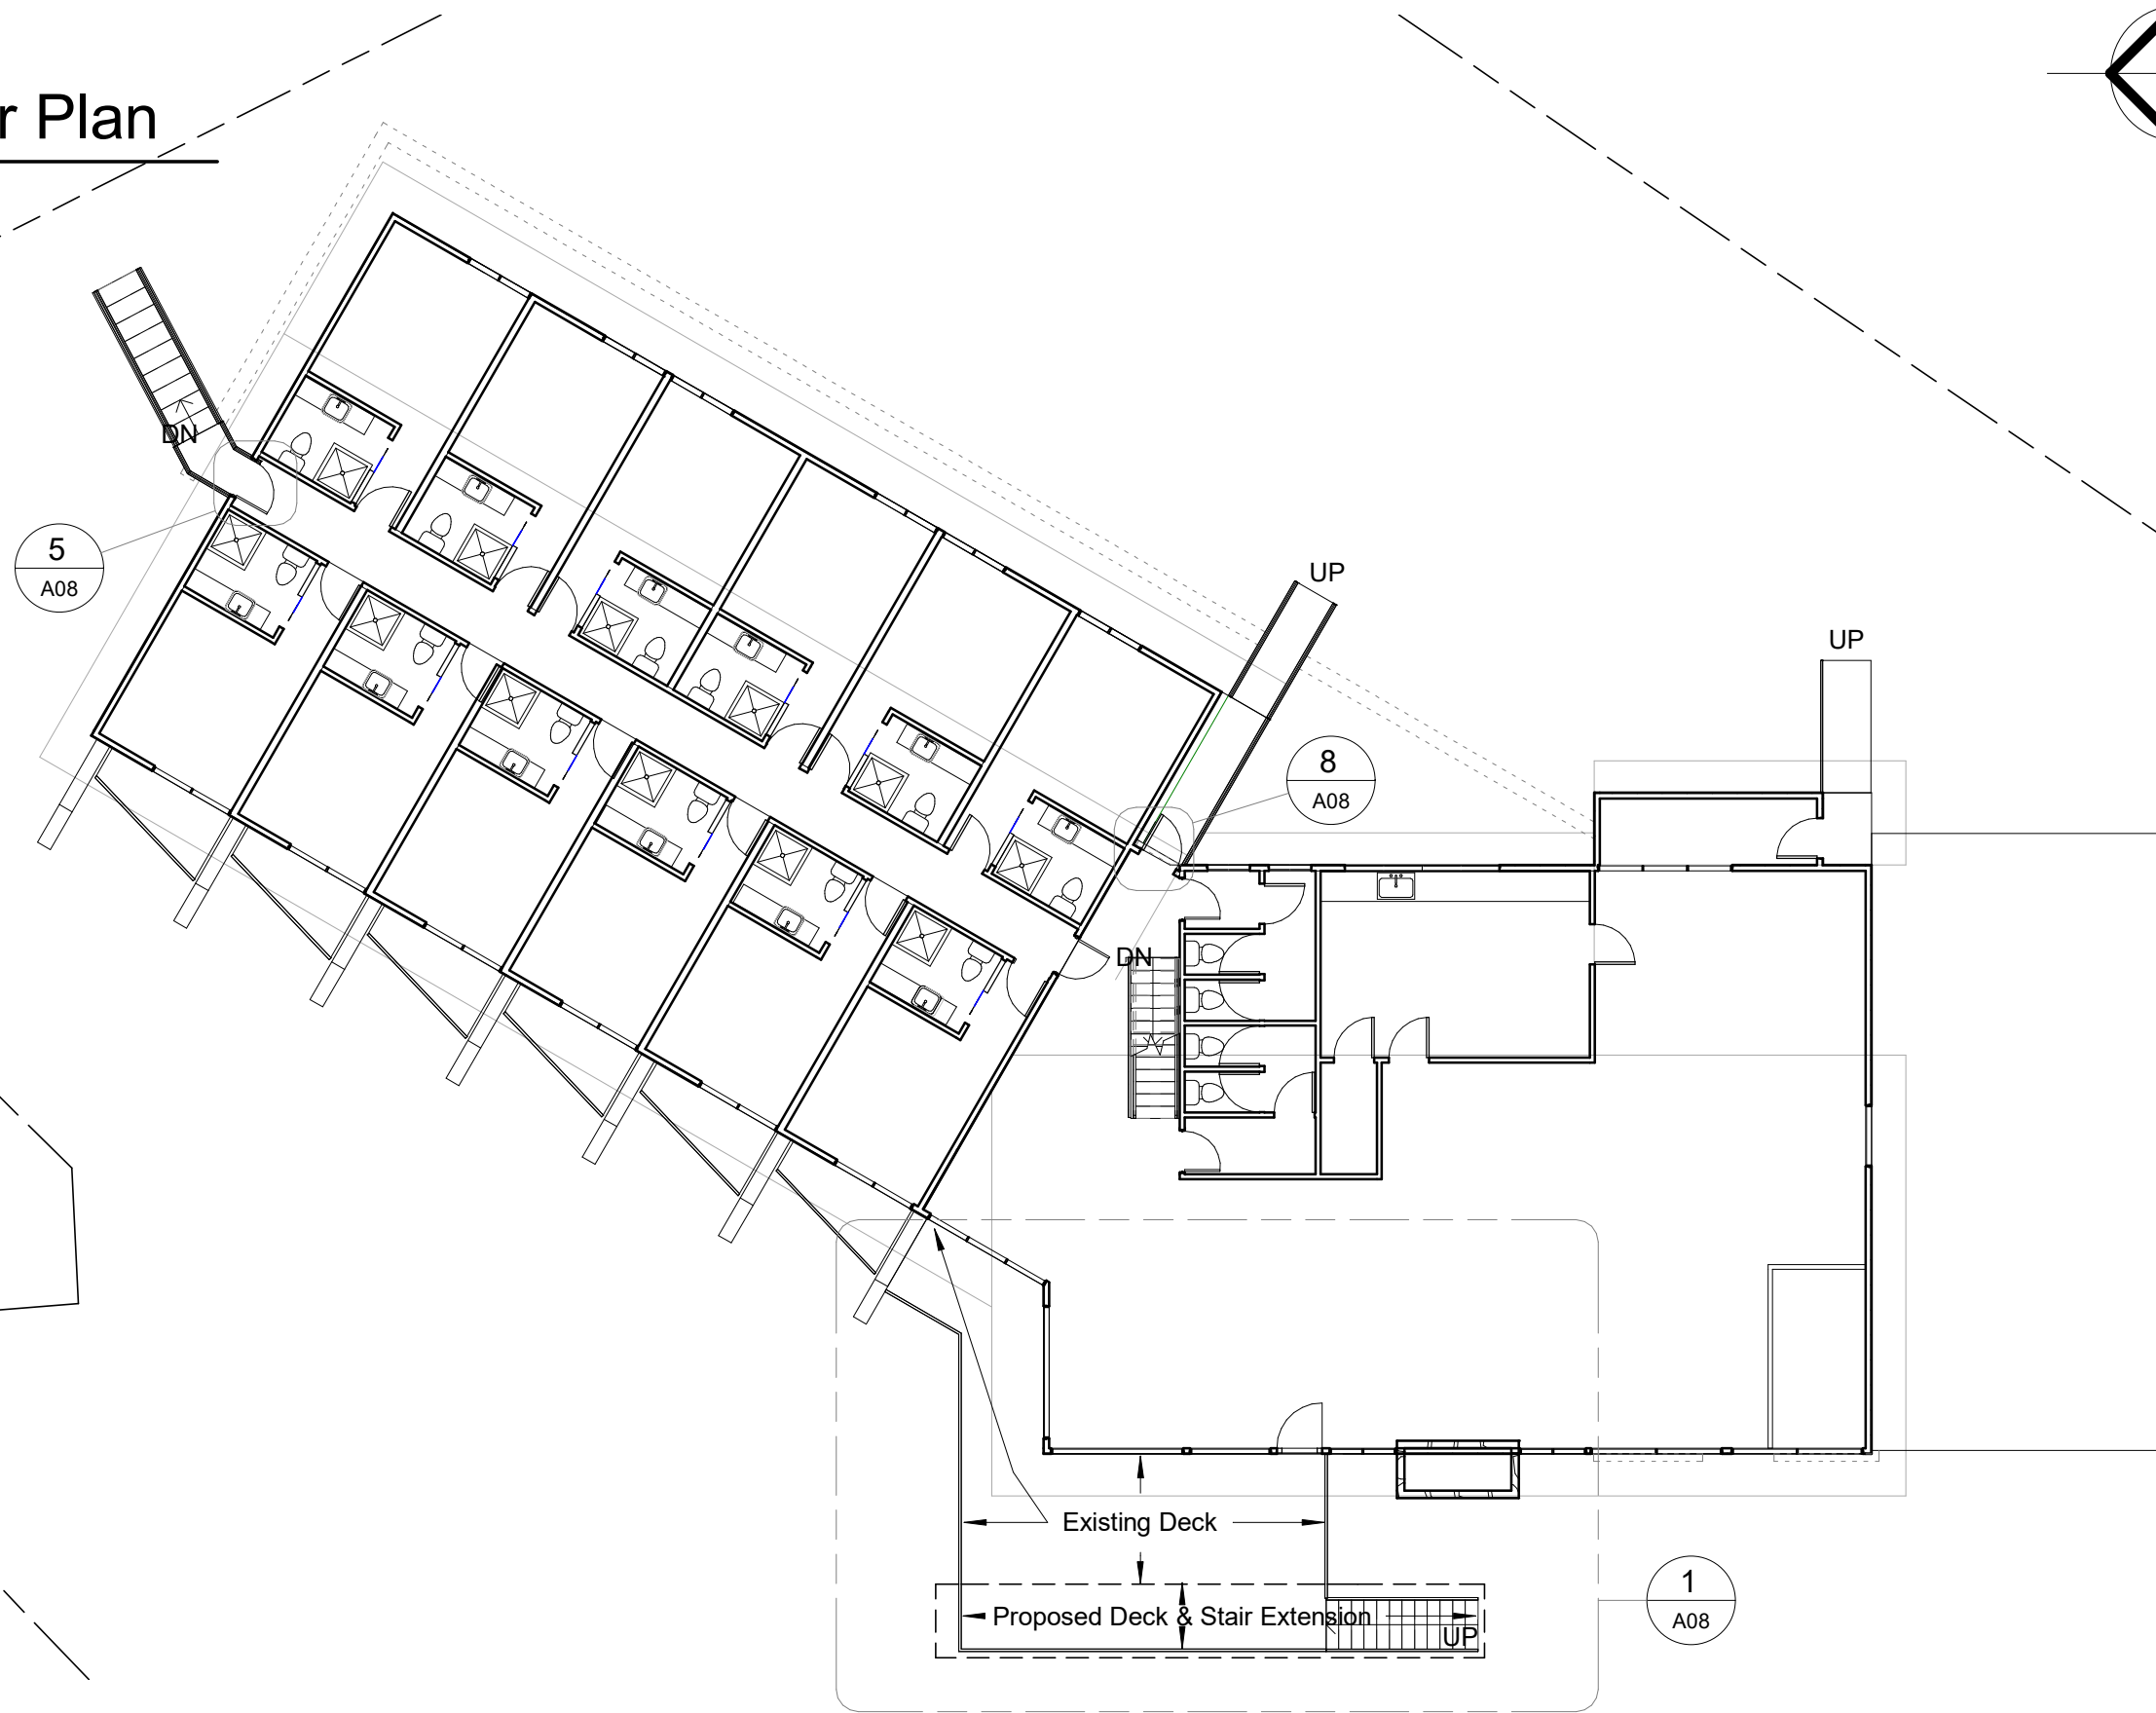 r Plan
DN
5
A08
UP
UP
8
A08
DN
Existing Deck
1
A08
Proposed Deck & Stair Extension
UP